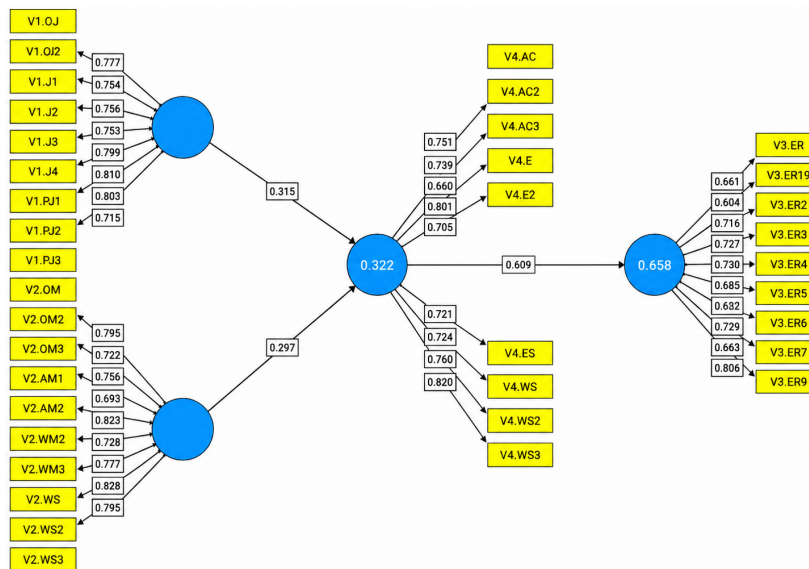 V1.OJ
V1.OJ2
V1.J1
V1.J2
V1.J3
V1.J4
V1.PJ1
V1.PJ2
V1.PJ3
0.777
0.754
0.756
0.753
0.799
0.810
0.803
0.715
V2.OM
V2.OM2
V2.OM3
V2.AM1
V2.AM2
V2.WM2
V2.WM3
V2.WS
V2.WS2
V2.WS3
0.795
0.722
0.756
0.693
0.823
0.728
0.777
0.828
0.795
0.315
0.297
0.322
V4.AC
V4.AC2
V4.AC3
V4.E
V4.E2
0.751
0.739
0.660
0.801
0.705
0.721
0.724
0.760
0.820
V4.ES
V4.WS
V4.WS2
V4.WS3
0.609
0.658
0.661
0.604
0.716
0.727
0.730
0.685
0.632
0.729
0.663
0.806
V3.ER
V3.ER19
V3.ER2
V3.ER3
V3.ER4
V3.ER5
V3.ER6
V3.ER7
V3.ER9